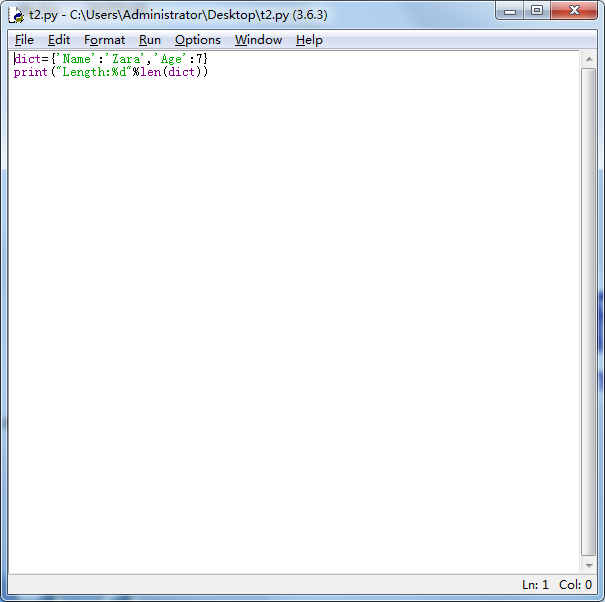 t2.py - C:\Users\Administrator\Desktop\t2.py (3.6.3)
File Edit Format Run Options Window Help
dict={'Name':'Zara','Age':7}
print("Length:%d"%len(dict))
Ln: 1 Col: 0